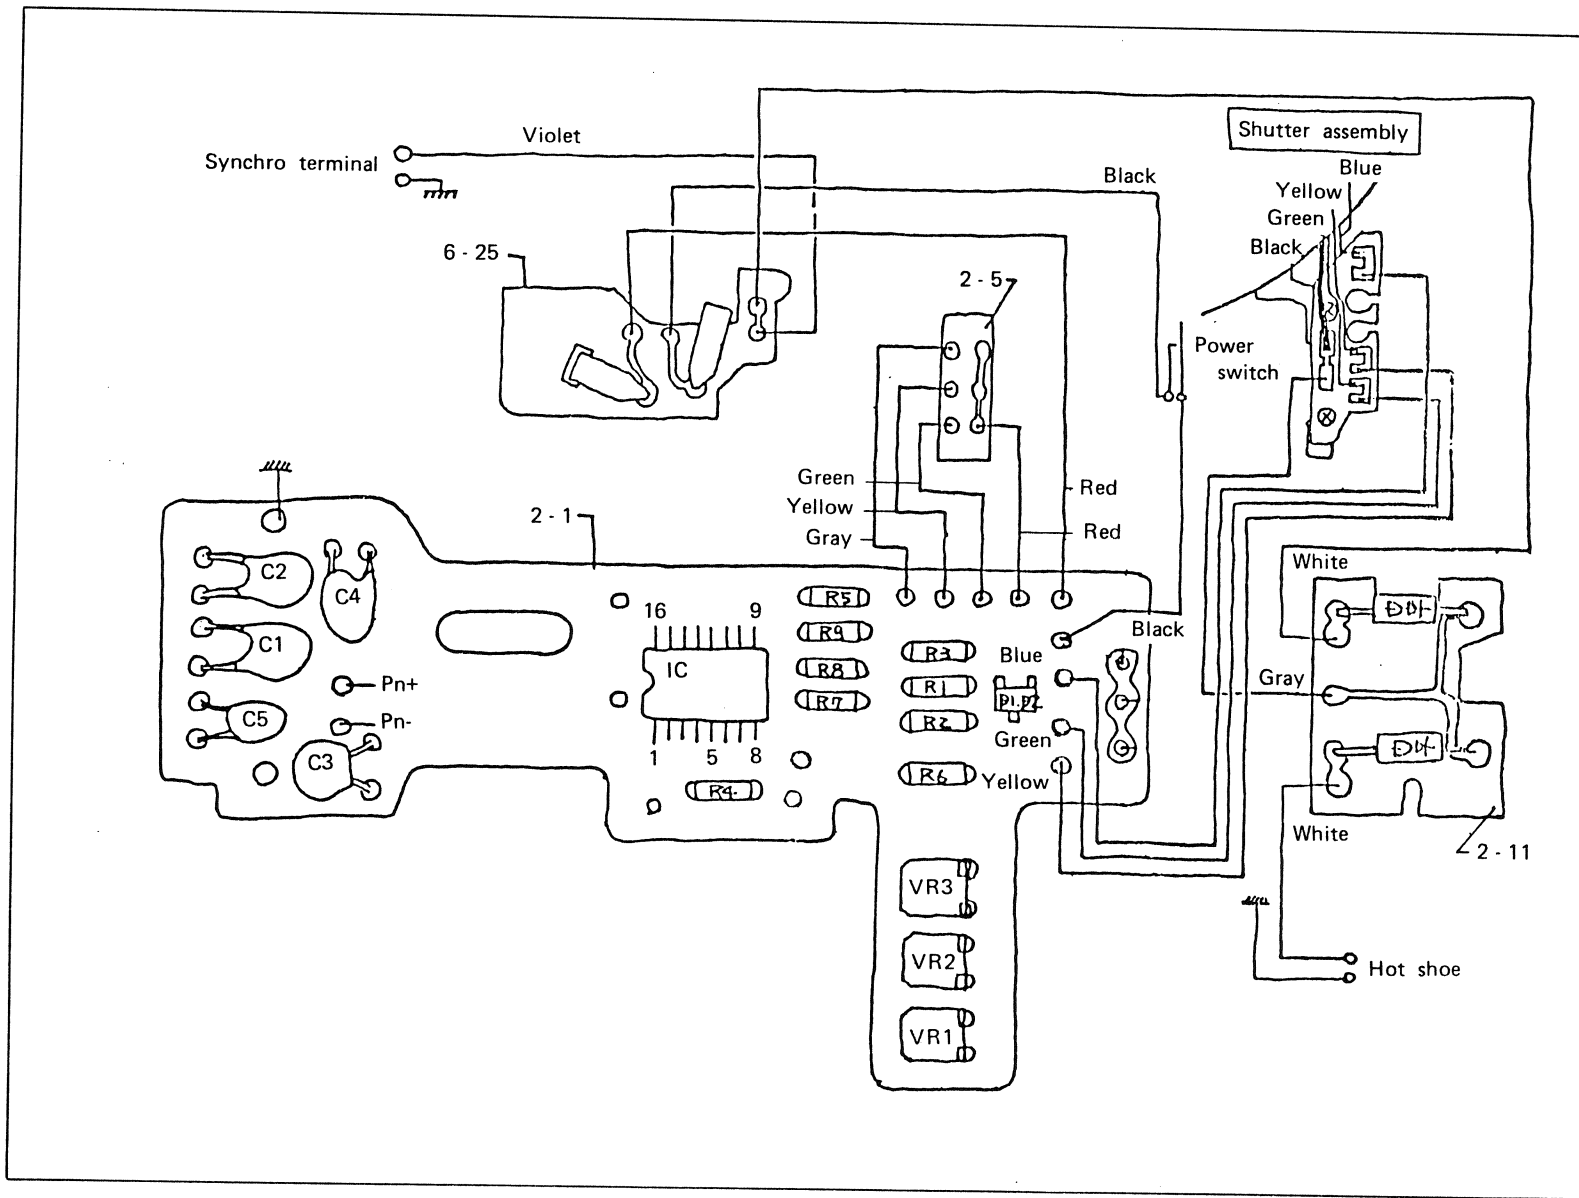 Shutter assembly
Violet
Synchro terminal
Black
Blue
Yellow
Green
Black
6 - 25
2 - 5
Power
switch
Green
Yellow
Gray
Red
Red
2 - 1
White
C2
C4
C1
Pn+
Pn-
C5
C3
16
9
IC
1
5
8
R5
R9
R8
R7
R4
R3
R1
R2
R6
Blue
D1.D2
Green
Yellow
Black
Gray
White
2 - 11
VR3
VR2
VR1
Hot shoe